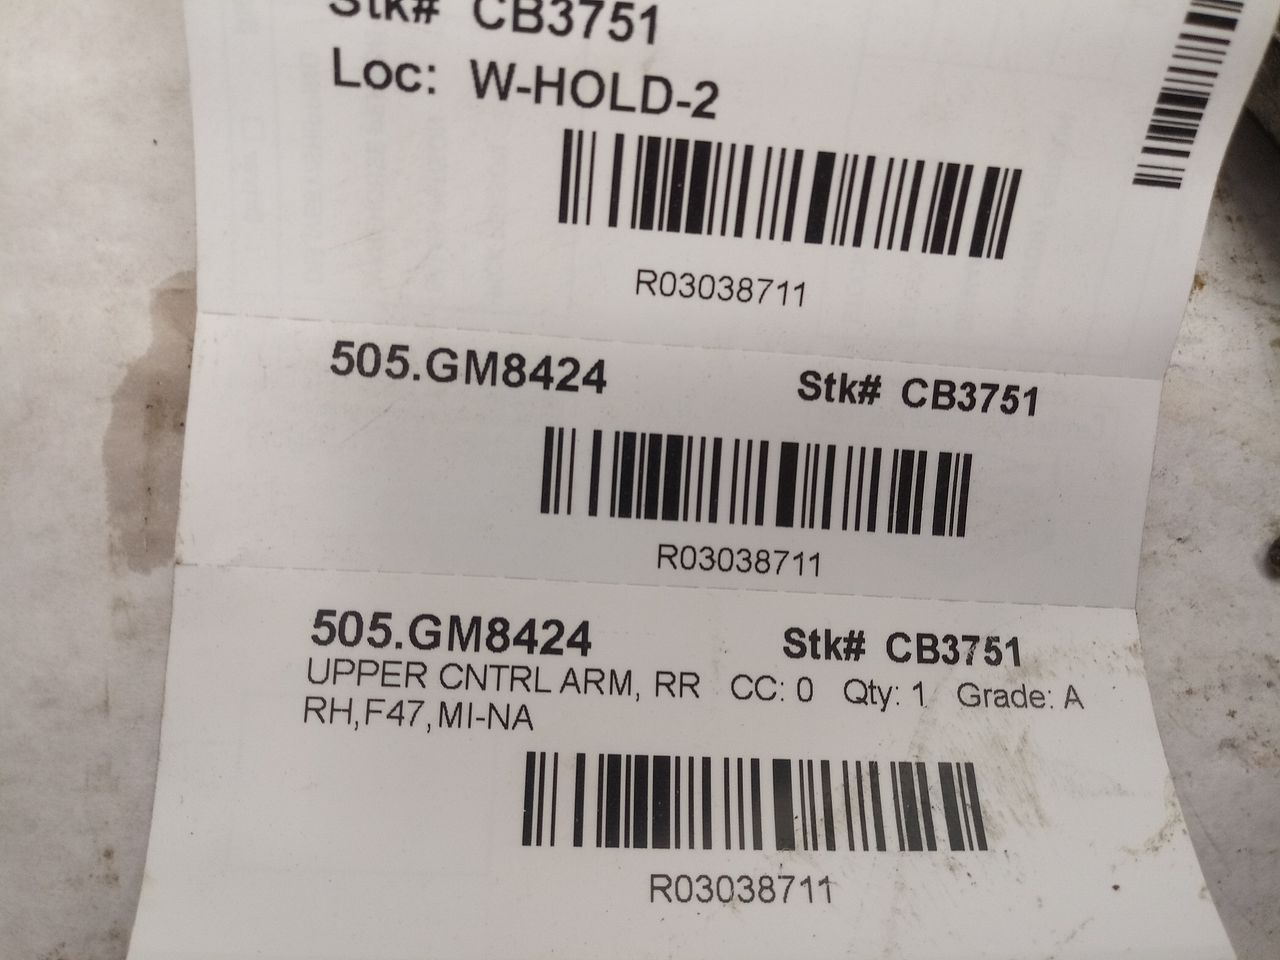 Stk# CB3751
Loc: W-HOLD-2
R03038711
505.GM8424 Stk# CB3751
R03038711
505.GM8424 Stk# CB3751
UPPER CNTRL ARM, RR CC: 0 Qty: 1 Grade: A
RH,F47,MI-NA
R03038711